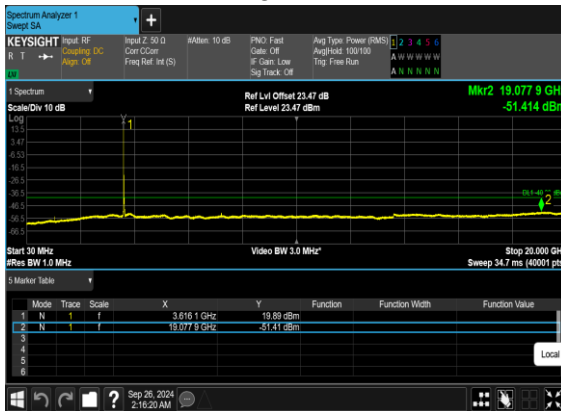 Spectrum Analyzer 1
Swept SA
+
KEYSIGHT Input: RF Input Z: 50 Ω #Atten: 10 dB PNO: Fast Avg Type: Power (RMS) 1 2 3 4 5 6
R T Coupling: DC Corr CCorr Gate: Off Avg|Hold: 100/100 A W W W W W
Align: Off Freq Ref: Int (S) IF Gain: Low Trig: Free Run
LXI Sig Track: Off A N N N N N
1 Spectrum Ref Lvl Offset 23.47 dB Mkr2 19.077 9 GH
Scale/Div 10 dB Ref Level 23.47 dBm -51.414 dBm
Log
13.5
3.47
-6.53
-16.5
-26.5
-36.5
-46.5
-56.5
-66.5
1
2
Start 30 MHz Video BW 3.0 MHz* Stop 20.000 GH
#Res BW 1.0 MHz Sweep 34.7 ms (40001 pts
5 Marker Table
Mode Trace Scale X Y Function Function Width Function Value
1 N 1 f 3.616 1 GHz 19.89 dBm
2 N 1 f 19.077 9 GHz -51.41 dBm
3
4
5
6
Local
? Sep 26, 2024
2:16:20 AM